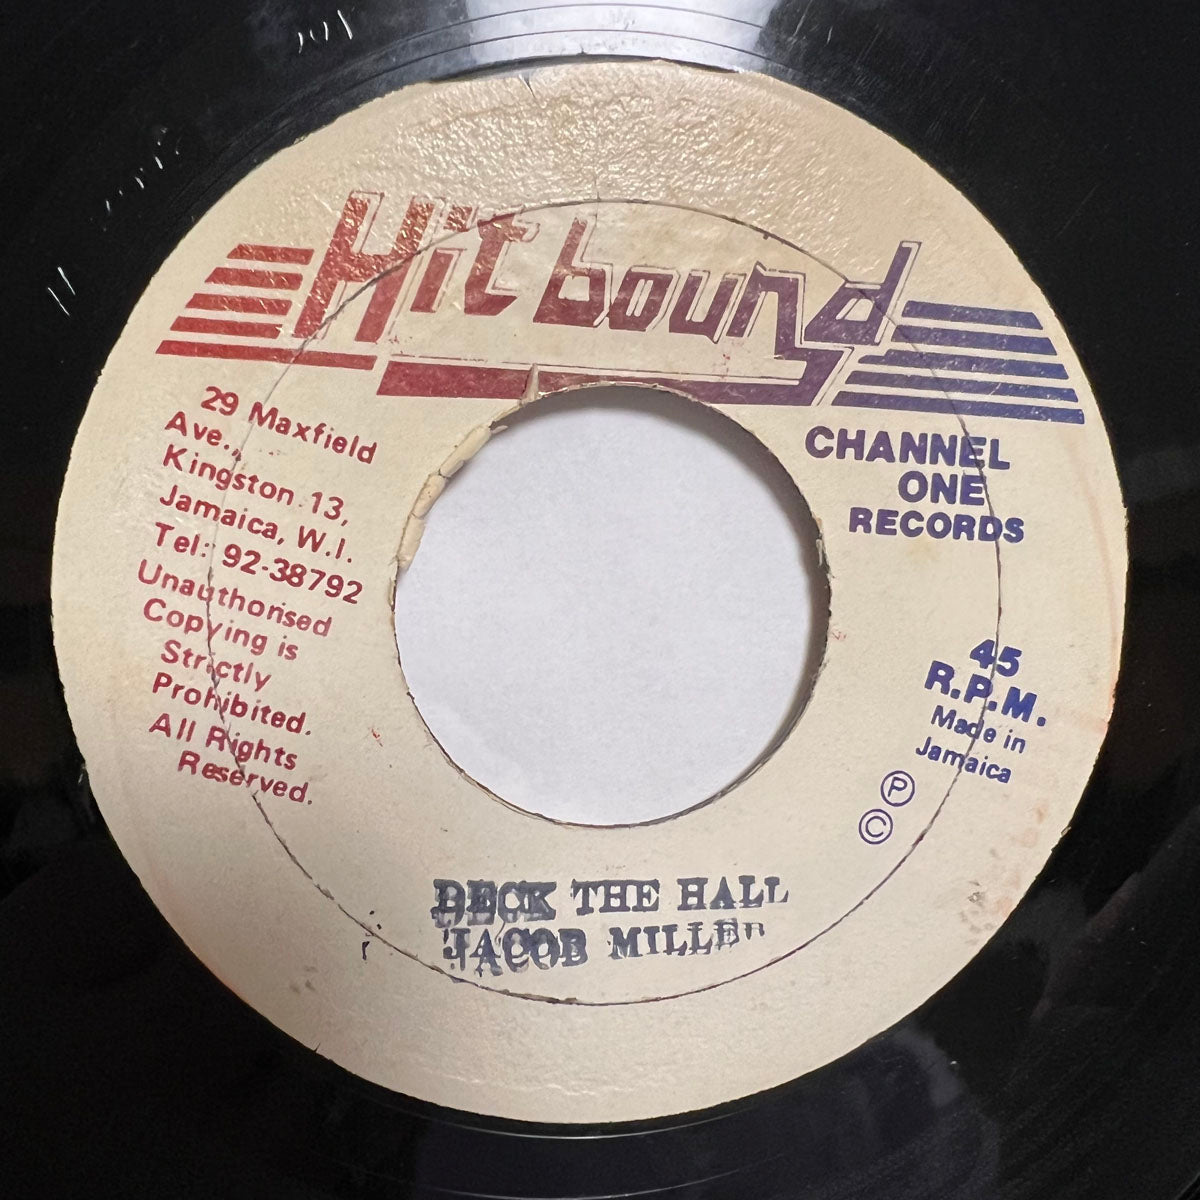 Hit bound
29 Maxfield
Ave.,
Kingston 13,
Jamaica, W.I.
Tel: 92-38792
Unauthorised
Copying is
Strictly
Prohibited.
All Rights
Reserved.
CHANNEL
ONE
RECORDS
45
R.P.M.
Made in
Jamaica
Ⓟ
©
DECK THE HALL
JACOB MILLER